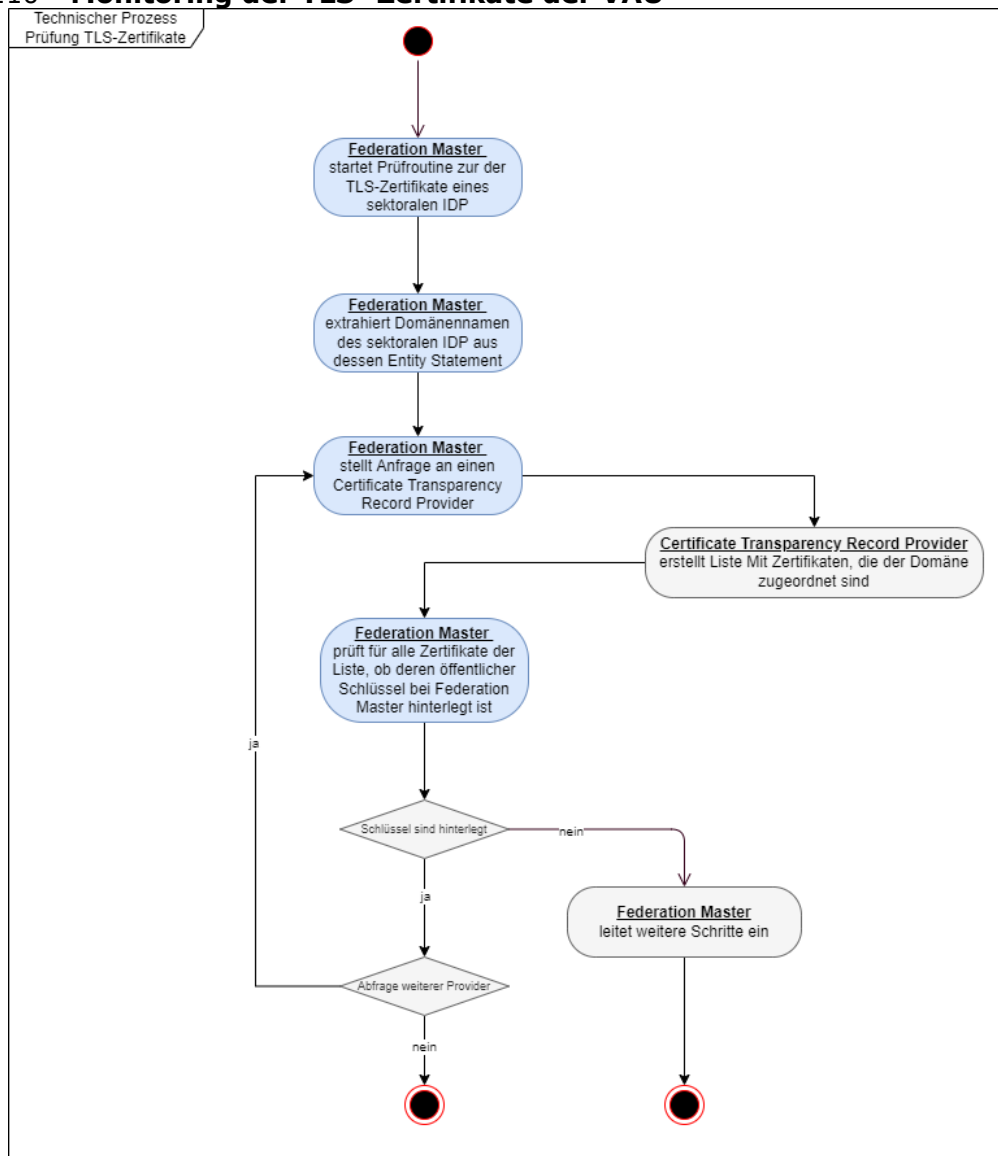 Monitoring der TLS-Zertifikate der VAU
Technischer Prozess
Prüfung TLS-Zertifikate
Federation Master
startet Prüfroutine zur der
TLS-Zertifikate eines
sektoralen IDP
Federation Master
extrahiert Domänennamen
des sektoralen IDP aus
dessen Entity Statement
Federation Master
stellt Anfrage an einen
Certificate Transparency
Record Provider
Certificate Transparency Record Provider
erstellt Liste Mit Zertifikaten, die der Domäne
zugeordnet sind
Federation Master
prüft für alle Zertifikate der
Liste, ob deren öffentlicher
Schlüssel bei Federation
Master hinterlegt ist
ja
Schlüssel sind hinterlegt
nein
ja
Federation Master
leitet weitere Schritte ein
Abfrage weiterer Provider
nein